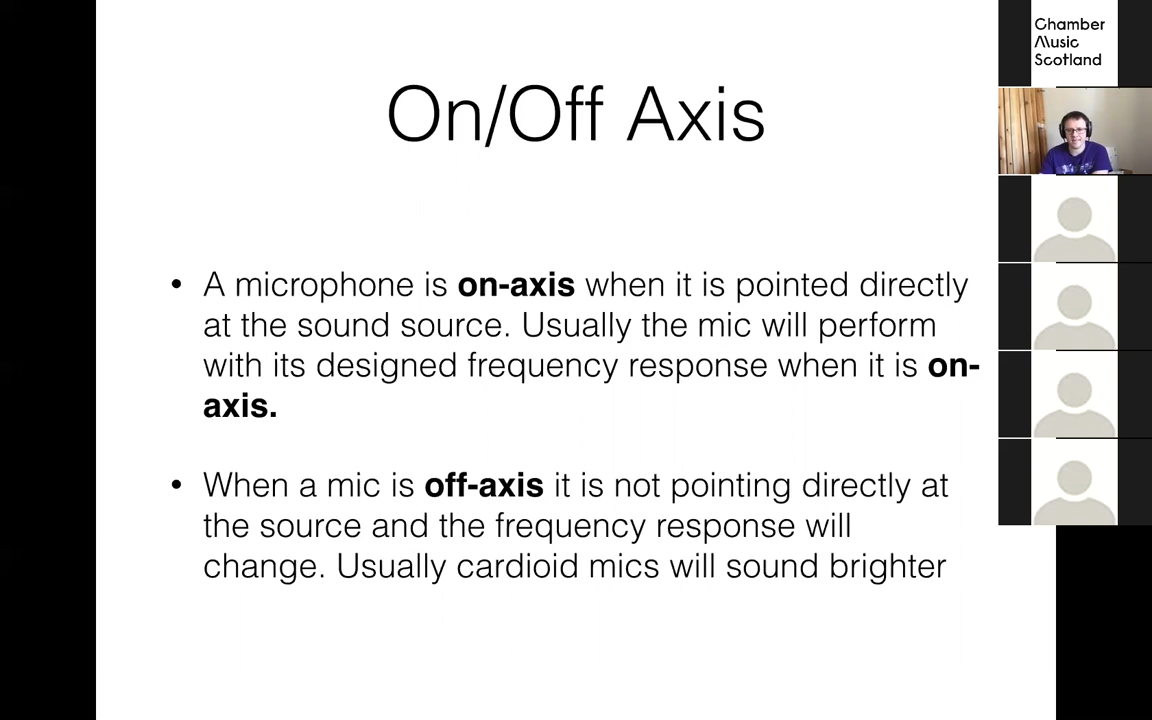 On/Off Axis
• A microphone is on-axis when it is pointed directly
at the sound source. Usually the mic will perform
with its designed frequency response when it is on-
axis.
• When a mic is off-axis it is not pointing directly at
the source and the frequency response will
change. Usually cardioid mics will sound brighter
Chamber
Music
Scotland